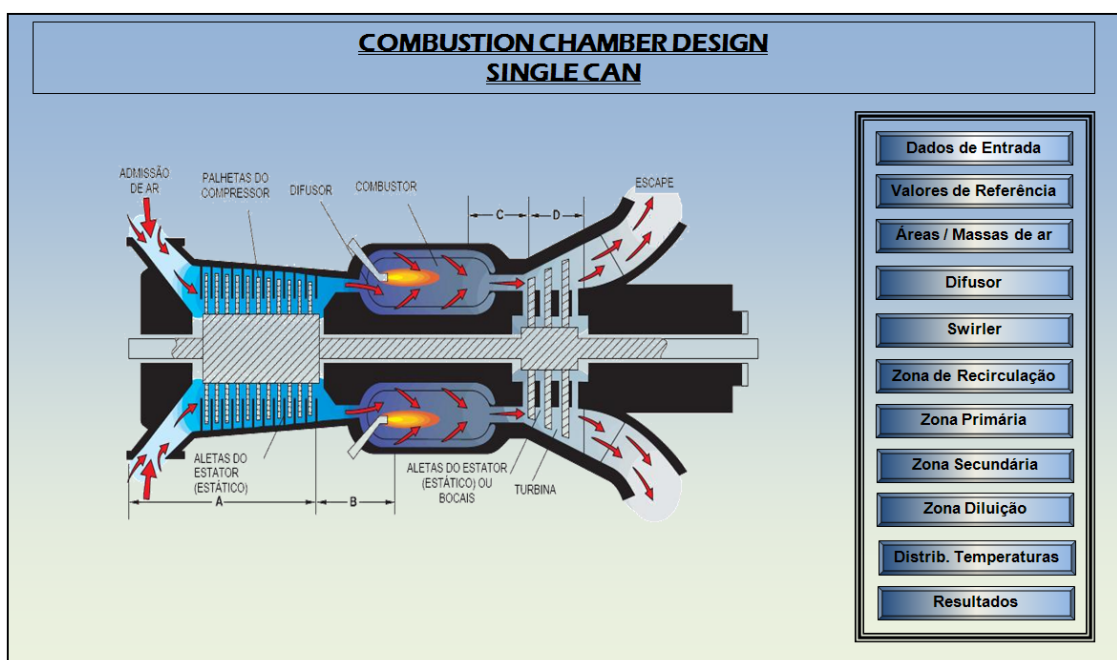 COMBUSTION CHAMBER DESIGN
SINGLE CAN
ADMISSÃO
DE AR
PALHETAS DO
COMPRESSOR
DIFUSOR
COMBUSTOR
ESCAPE
C
D
ALETAS DO
ESTATOR
(ESTÁTICO)
A
B
ALETAS DO ESTATOR
(ESTÁTICO) OU
BOCAIS
TURBINA
Dados de Entrada
Valores de Referência
Áreas / Massas de ar
Difusor
Swirler
Zona de Recirculação
Zona Primária
Zona Secundária
Zona Diluição
Distrib. Temperaturas
Resultados